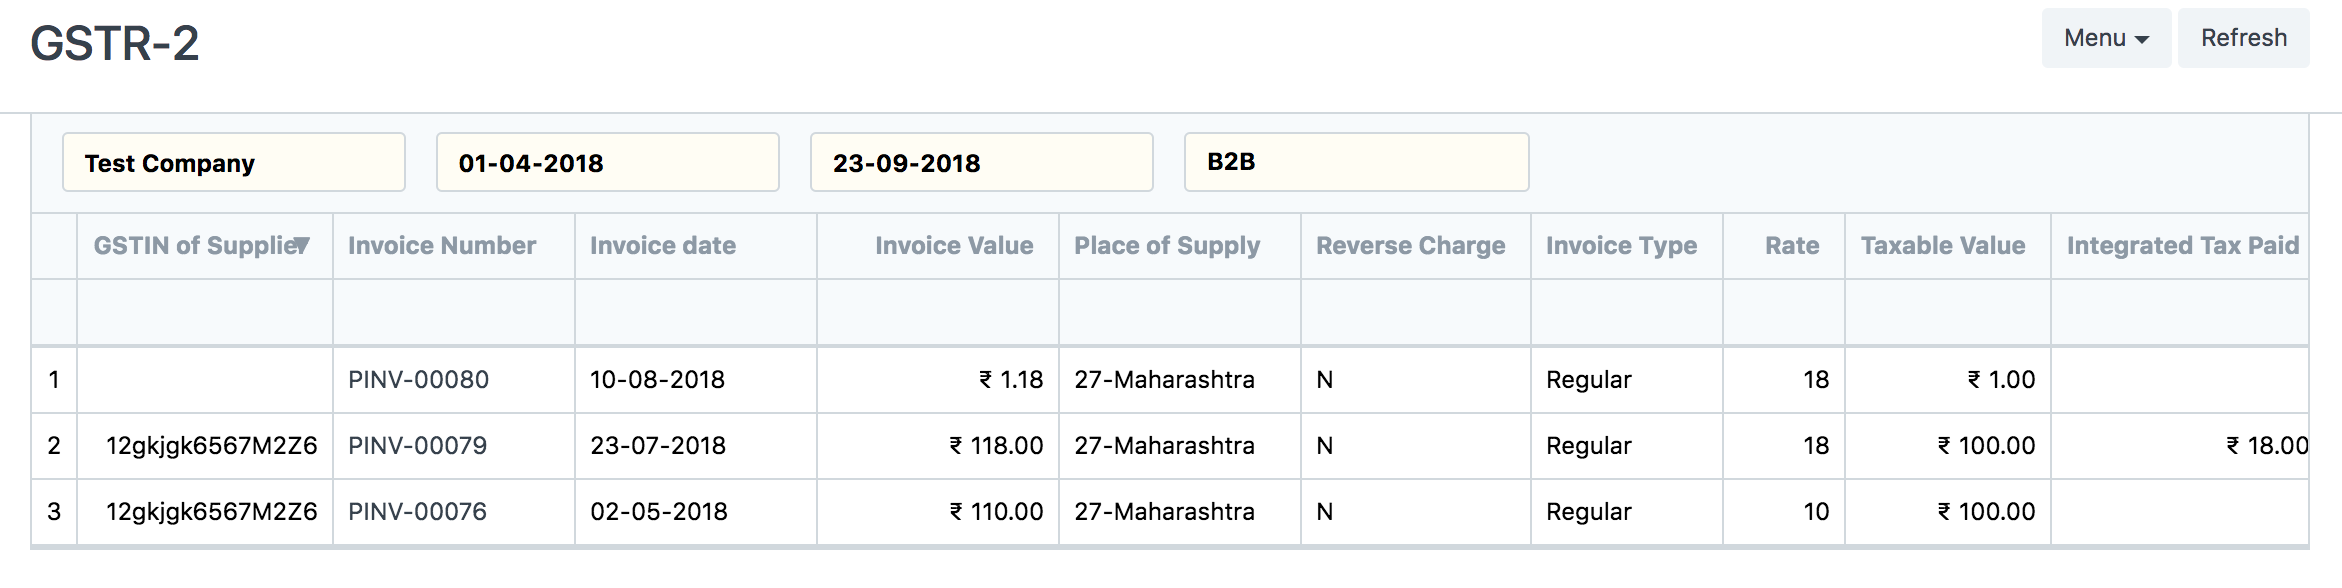 GSTR-2
Menu Refresh
Test Company 01-04-2018 23-09-2018 B2B
GSTIN of Supplie Invoice Number Invoice date Invoice Value Place of Supply Reverse Charge Invoice Type Rate Taxable Value Integrated Tax Paid
1 PINV-00080 10-08-2018 ₹ 1.18 27-Maharashtra N Regular 18 ₹ 1.00
2 12gkjgk6567M2Z6 PINV-00079 23-07-2018 ₹ 118.00 27-Maharashtra N Regular 18 ₹ 100.00 ₹ 18.00
3 12gkjgk6567M2Z6 PINV-00076 02-05-2018 ₹ 110.00 27-Maharashtra N Regular 10 ₹ 100.00